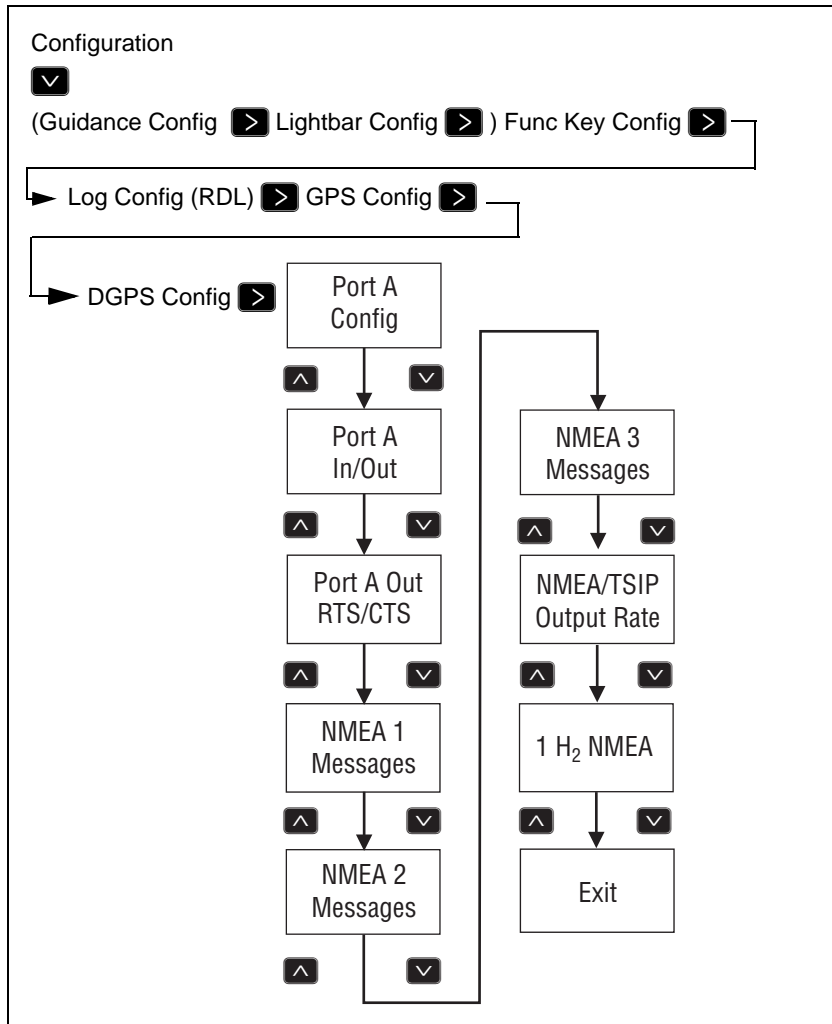 Configuration
(Guidance Config > Lightbar Config > ) Func Key Config >
Log Config (RDL) > GPS Config >
DGPS Config >
Port A
Config
Port A
In/Out
Port A Out
RTS/CTS
NMEA 1
Messages
NMEA 2
Messages
NMEA 3
Messages
NMEA/TSIP
Output Rate
1 H₂ NMEA
Exit